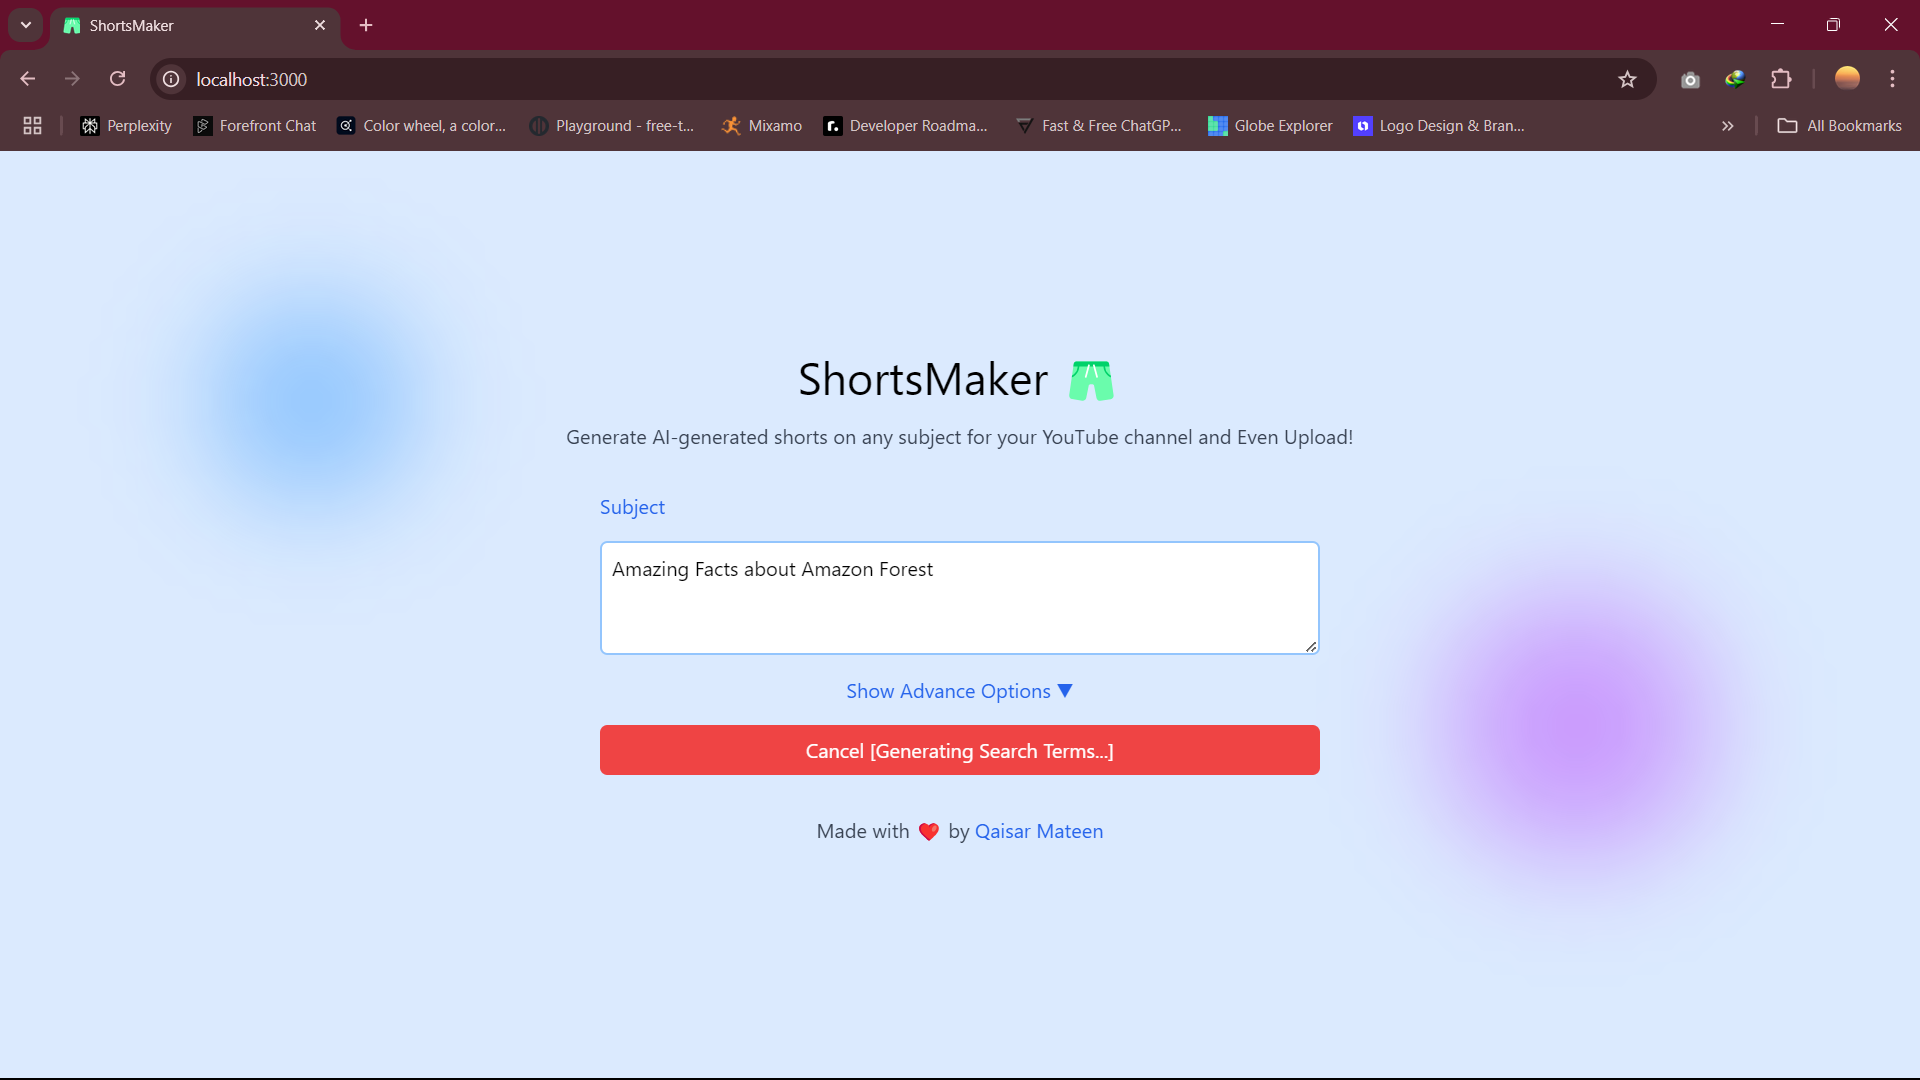 ShortsMaker
localhost:3000
Perplexity
Forefront Chat
Color wheel, a color...
Playground - free-t...
Mixamo
Developer Roadma...
Fast & Free ChatGP...
Globe Explorer
Logo Design & Bran...
All Bookmarks
ShortsMaker
Generate AI-generated shorts on any subject for your YouTube channel and Even Upload!
Subject
Amazing Facts about Amazon Forest
Show Advance Options ▼
Cancel [Generating Search Terms...]
Made with ❤️ by Qaisar Mateen